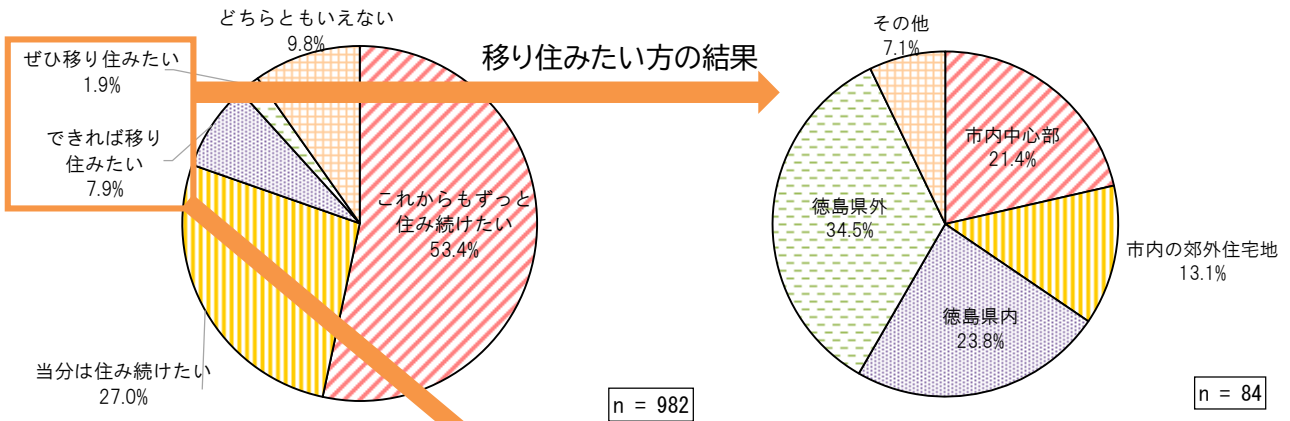 どちらともいえない
9.8%
ぜひ移り住みたい
1.9%
できれば移り
住みたい
7.9%
これからもずっと
住み続けたい
53.4%
当分は住み続けたい
27.0%
n = 982
移り住みたい方の結果
その他
7.1%
市内中心部
21.4%
徳島県外
34.5%
市内の郊外住宅地
13.1%
徳島県内
23.8%
n = 84